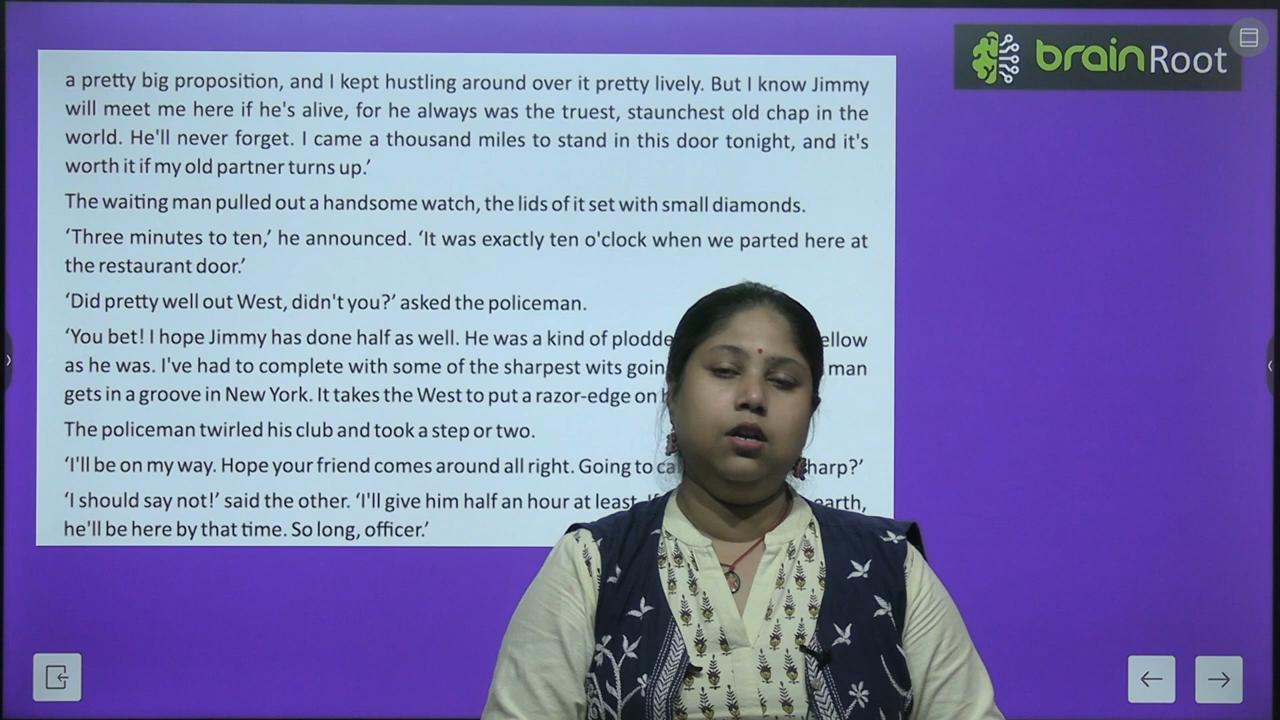 brainRoot
a pretty big proposition, and I kept hustling around over it pretty lively. But I know Jimmy
will meet me here if he's alive, for he always was the truest, staunchest old chap in the
world. He'll never forget. I came a thousand miles to stand in this door tonight, and it's
worth it if my old partner turns up.’
The waiting man pulled out a handsome watch, the lids of it set with small diamonds.
‘Three minutes to ten,’ he announced. ‘It was exactly ten o'clock when we parted here at
the restaurant door.’
‘Did pretty well out West, didn't you?’ asked the policeman.
‘You bet! I hope Jimmy has done half as well. He was a kind of
as he was. I've had to complete with some of the sharpest wits man
gets in a groove in New York. It takes the West to put a razor-edge on
The policeman twirled his club and took a step or two.
‘I'll be on my way. Hope your friend comes around all right. Going to
‘I should say not!’ said the other. ‘I'll give him half an hour at least.
he'll be here by that time. So long, officer.’